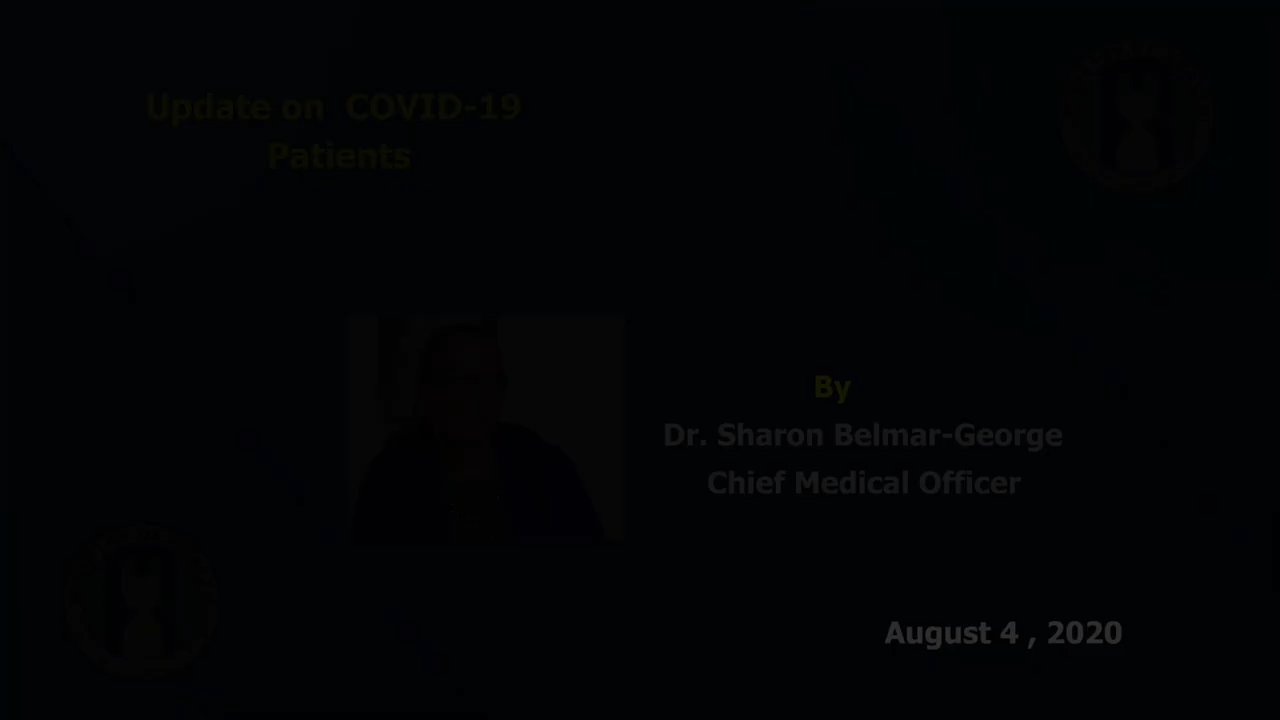 Update on COVID-19
Patients
By
Dr. Sharon Belmar-George
Chief Medical Officer
August 4 , 2020